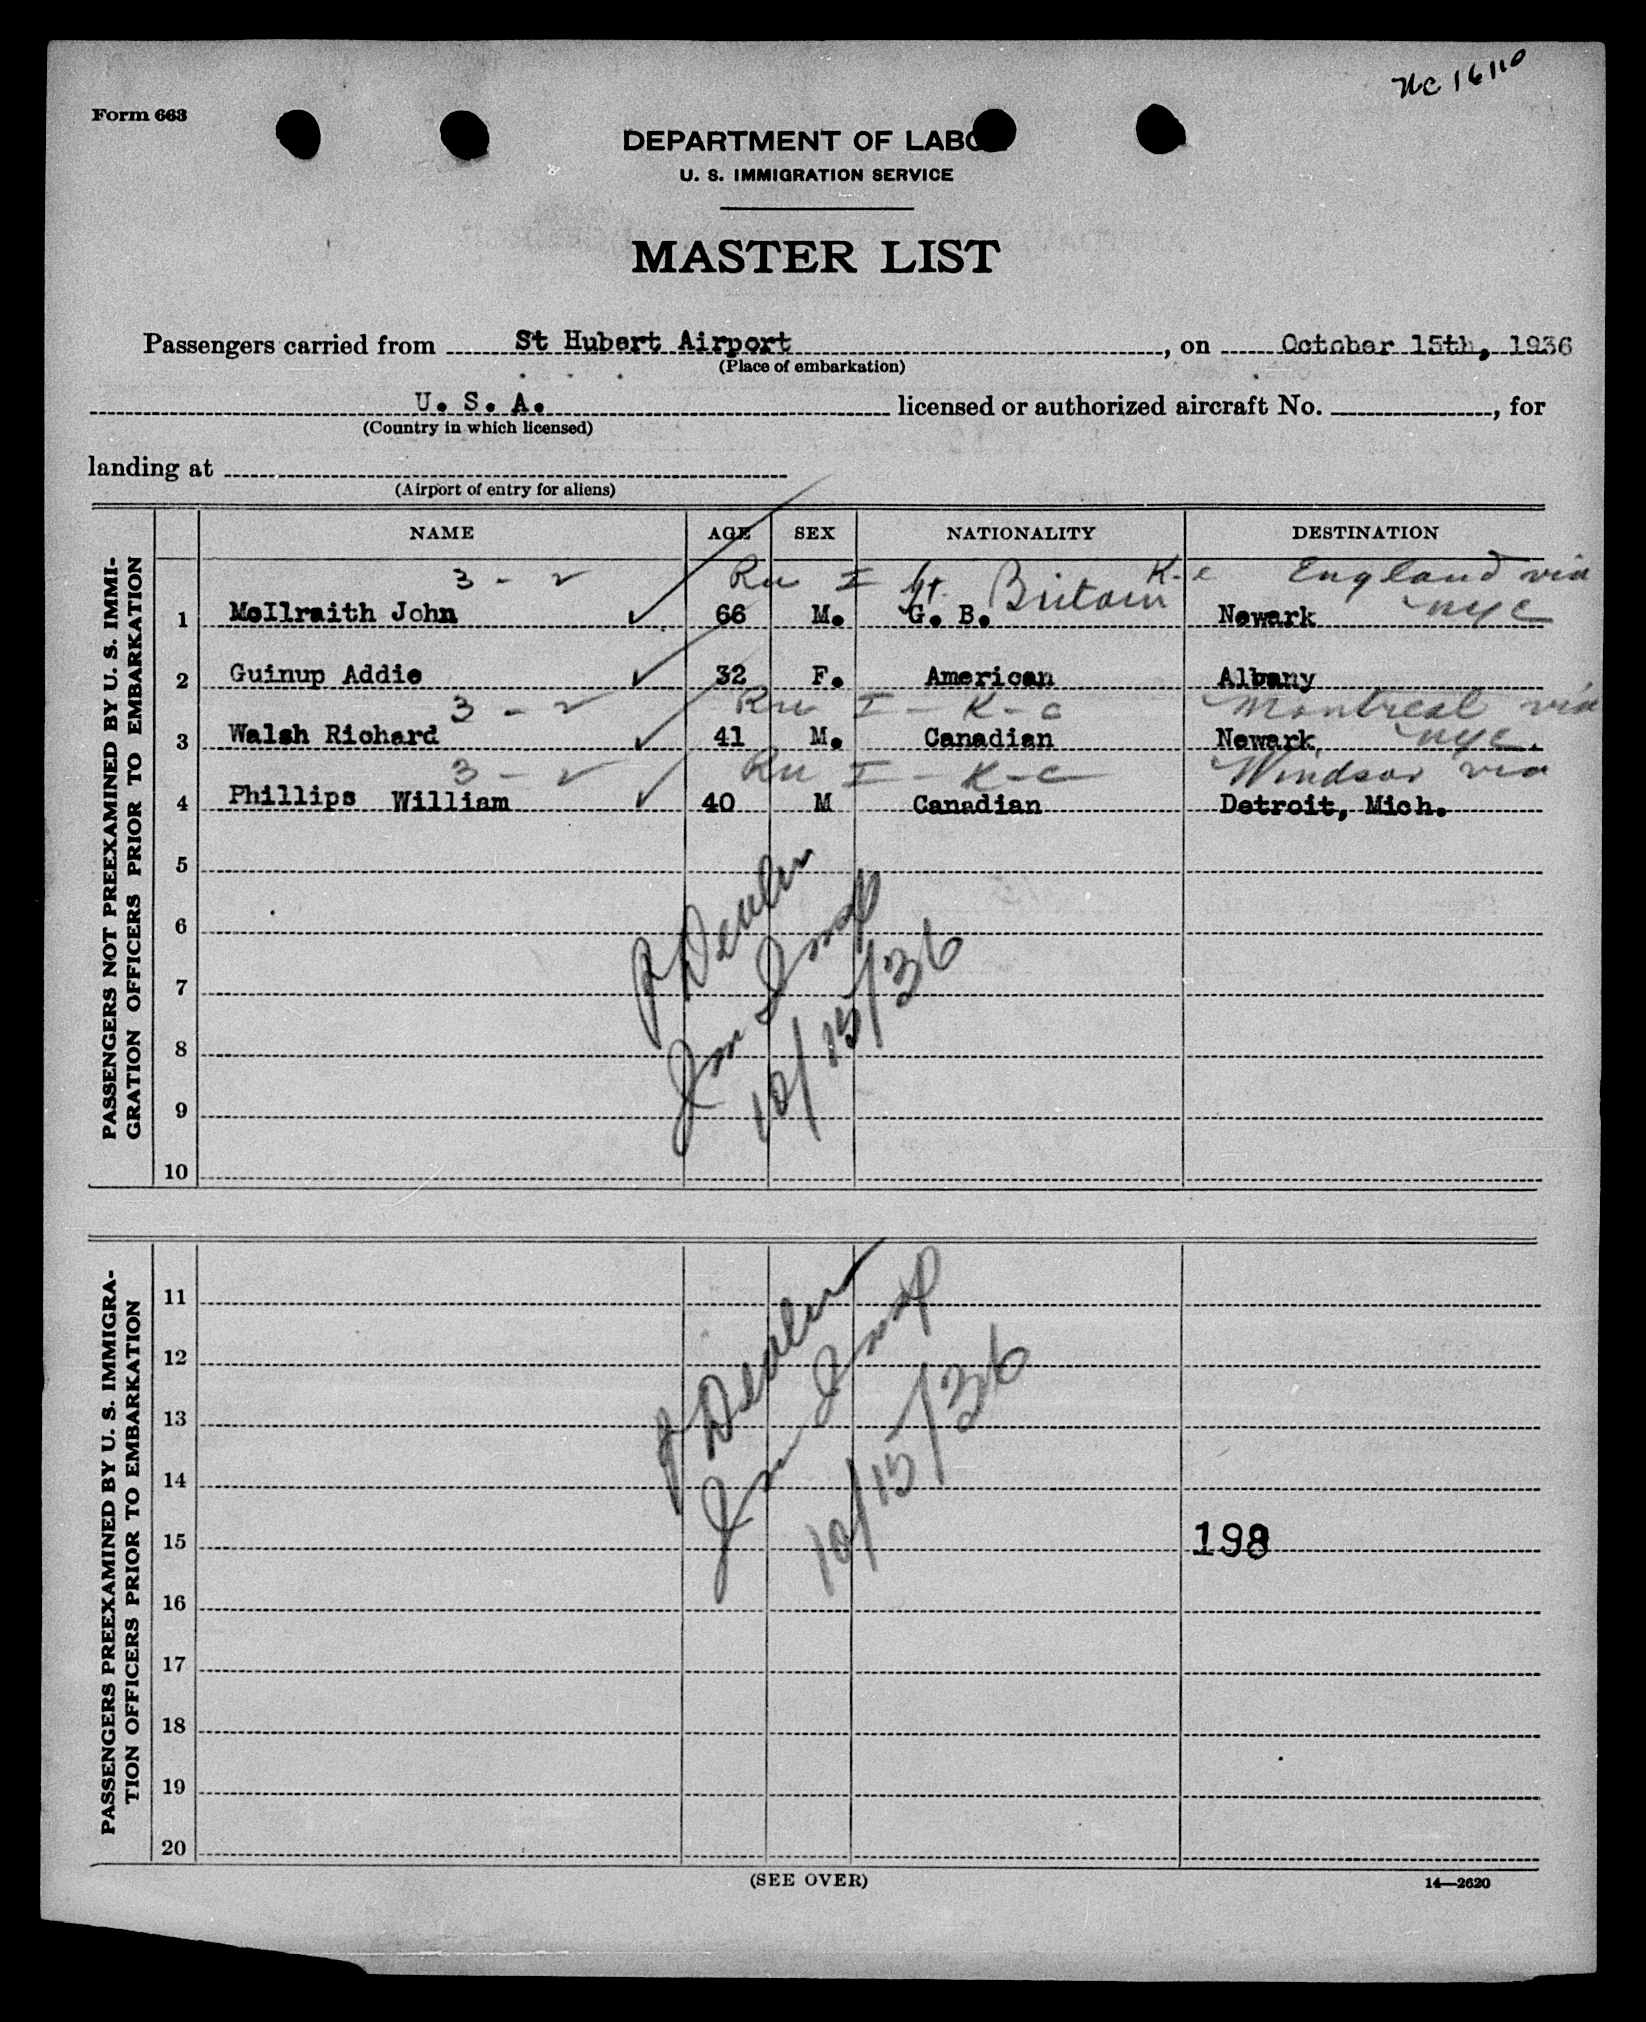 NC 16110
Form 663
DEPARTMENT OF LABO
U. S. IMMIGRATION SERVICE
MASTER LIST
Passengers carried from St Hubert Airport, on October 15th, 1936
(Place of embarkation)
U. S. A. licensed or authorized aircraft No. , for
(Country in which licensed)
landing at
(Airport of entry for aliens)
PASSENGERS NOT PREEXAMINED BY U. S. IMMI-
GRATION OFFICERS PRIOR TO EMBARKATION
NAME AGE SEX NATIONALITY DESTINATION
3 - 2 I Gt. Britain England via
1 McIlraith John ✓ 66 M. G. B. Newark NYC
2 Guinup Addie ✓ 32 F. American Albany
3 - 2 I - K - C Montreal via
3 Walsh Richard ✓ 41 M. Canadian Newark NYC.
3 - 2 I - K - C Windsor via
4 Phillips William ✓ 40 M Canadian Detroit, Mich.
5
6
7
8
9
10
10/15/36
PASSENGERS PREEXAMINED BY U. S. IMMIGRA-
TION OFFICERS PRIOR TO EMBARKATION
11
12
13
14
15 198
16
17
18
19
20
10/15/36
(SEE OVER)
14—2620